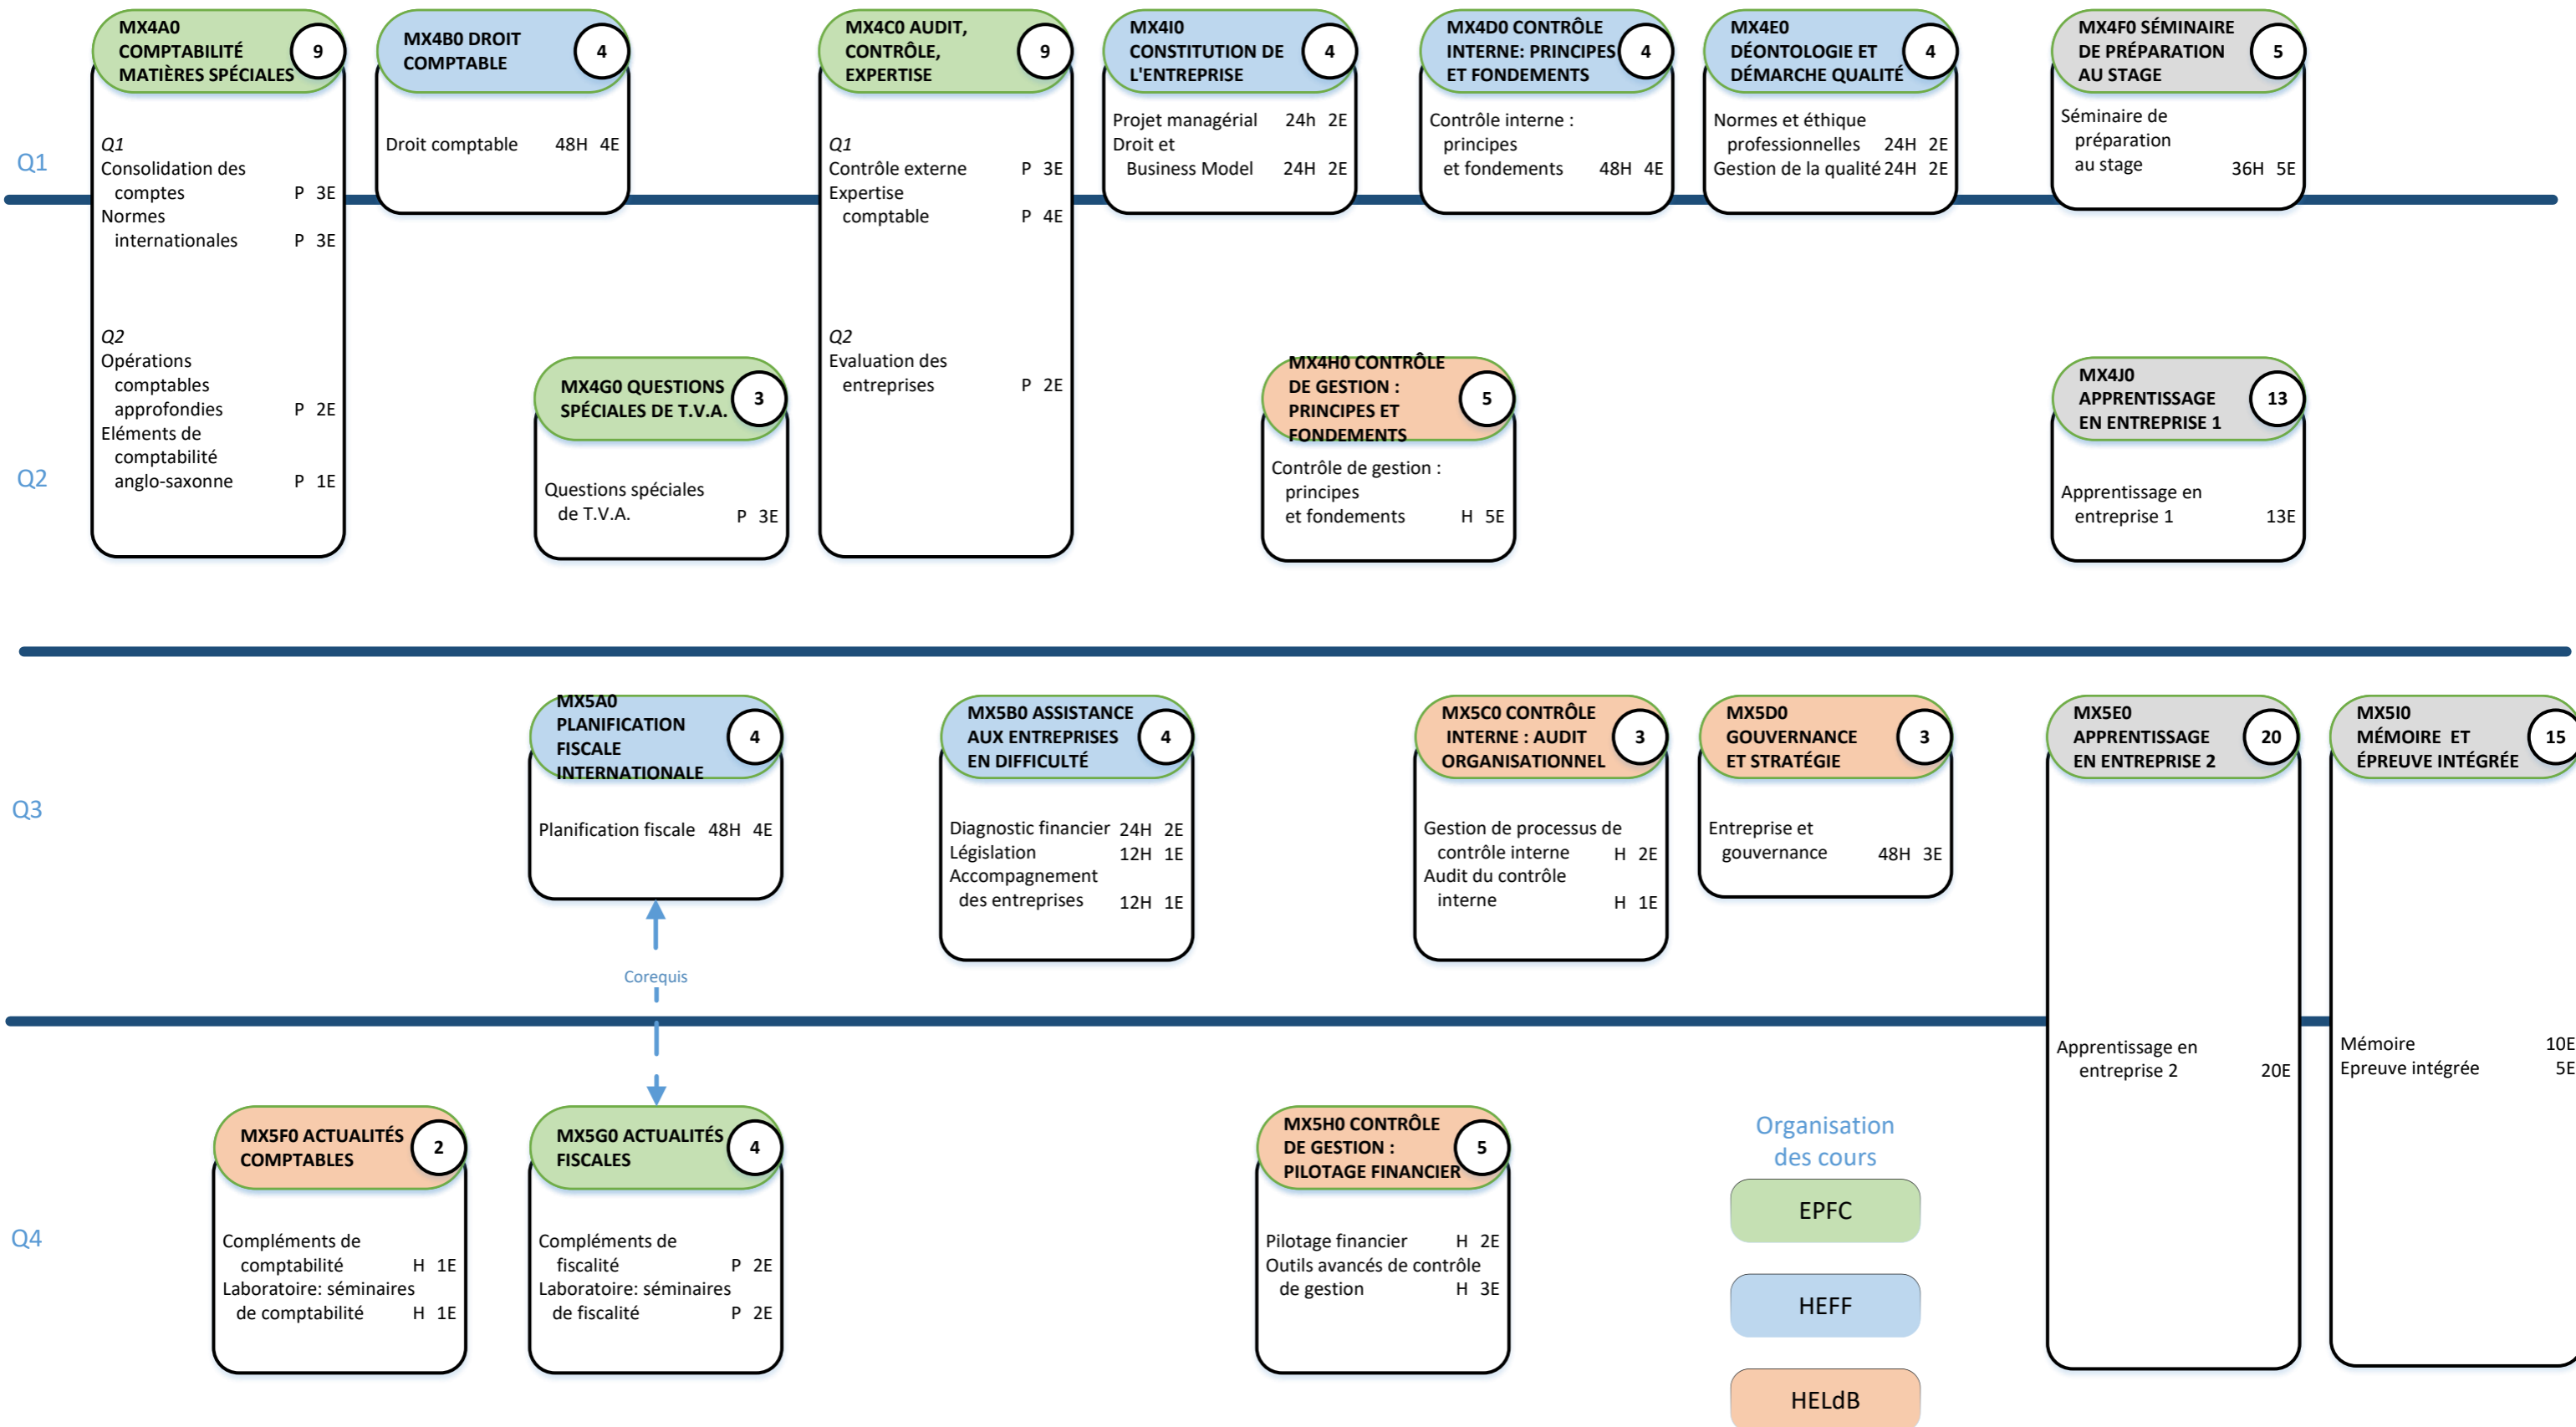 MX4A0
COMPTABILITÉ
MATIÈRES SPÉCIALES
9
MX4B0 DROIT
COMPTABLE
4
MX4C0 AUDIT,
CONTRÔLE,
EXPERTISE
9
MX4I0
CONSTITUTION DE
L'ENTREPRISE
4
MX4D0 CONTRÔLE
INTERNE: PRINCIPES
ET FONDEMENTS
4
MX4E0
DÉONTOLOGIE ET
DÉMARCHE QUALITÉ
4
MX4F0 SÉMINAIRE
DE PRÉPARATION
AU STAGE
5
Q1
Q1
Consolidation des
comptes P 3E
Normes
internationales P 3E
Q2
Opérations
comptables
approfondies P 2E
Eléments de
comptabilité
anglo-saxonne P 1E
Droit comptable 48H 4E
Q1
Contrôle externe P 3E
Expertise
comptable P 4E
Q2
Evaluation des
entreprises P 2E
Projet managérial 24h 2E
Droit et
Business Model 24H 2E
Contrôle interne :
principes
et fondements 48H 4E
Normes et éthique
professionnelles 24H 2E
Gestion de la qualité 24H 2E
Séminaire de
préparation
au stage 36H 5E
Q2
MX4G0 QUESTIONS
SPÉCIALES DE T.V.A.
3
Questions spéciales
de T.V.A. P 3E
MX4H0 CONTRÔLE
DE GESTION :
PRINCIPES ET
FONDEMENTS
5
Contrôle de gestion :
principes
et fondements H 5E
MX4J0
APPRENTISSAGE
EN ENTREPRISE 1
13
Apprentissage en
entreprise 1 13E
Q3
MX5A0
PLANIFICATION
FISCALE
INTERNATIONALE
4
Planification fiscale 48H 4E
MX5B0 ASSISTANCE
AUX ENTREPRISES
EN DIFFICULTÉ
4
Diagnostic financier 24H 2E
Législation 12H 1E
Accompagnement
des entreprises 12H 1E
MX5C0 CONTRÔLE
INTERNE : AUDIT
ORGANISATIONNEL
3
Gestion de processus de
contrôle interne H 2E
Audit du contrôle
interne H 1E
MX5D0
GOUVERNANCE
ET STRATÉGIE
3
Entreprise et
gouvernance 48H 3E
MX5E0
APPRENTISSAGE
EN ENTREPRISE 2
20
Apprentissage en
entreprise 2 20E
MX5I0
MÉMOIRE ET
ÉPREUVE INTÉGRÉE
15
Mémoire 10E
Epreuve intégrée 5E
Corequis
Q4
MX5F0 ACTUALITÉS
COMPTABLES
2
Compléments de
comptabilité H 1E
Laboratoire: séminaires
de comptabilité H 1E
MX5G0 ACTUALITÉS
FISCALES
4
Compléments de
fiscalité P 2E
Laboratoire: séminaires
de fiscalité P 2E
MX5H0 CONTRÔLE
DE GESTION :
PILOTAGE FINANCIER
5
Pilotage financier H 2E
Outils avancés de contrôle
de gestion H 3E
Organisation
des cours
EPFC
HEFF
HELdB